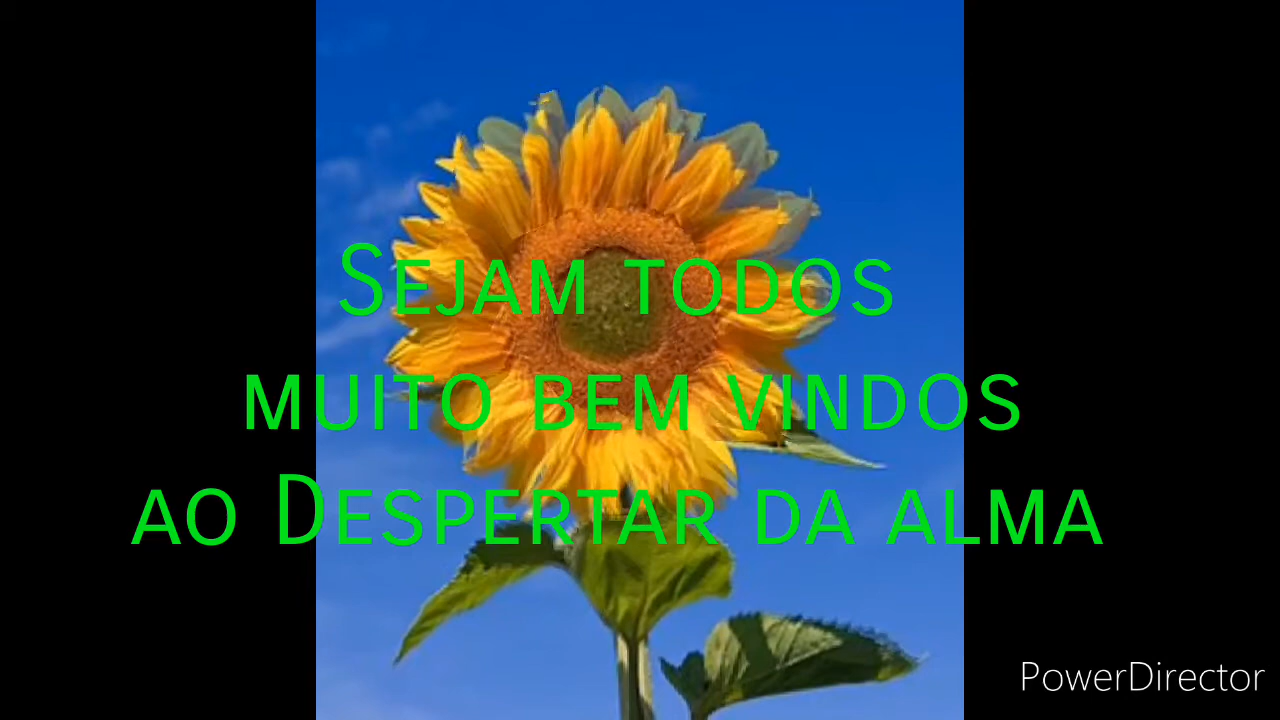 Sejam todos
muito bem vindos
ao Despertar da alma
PowerDirector